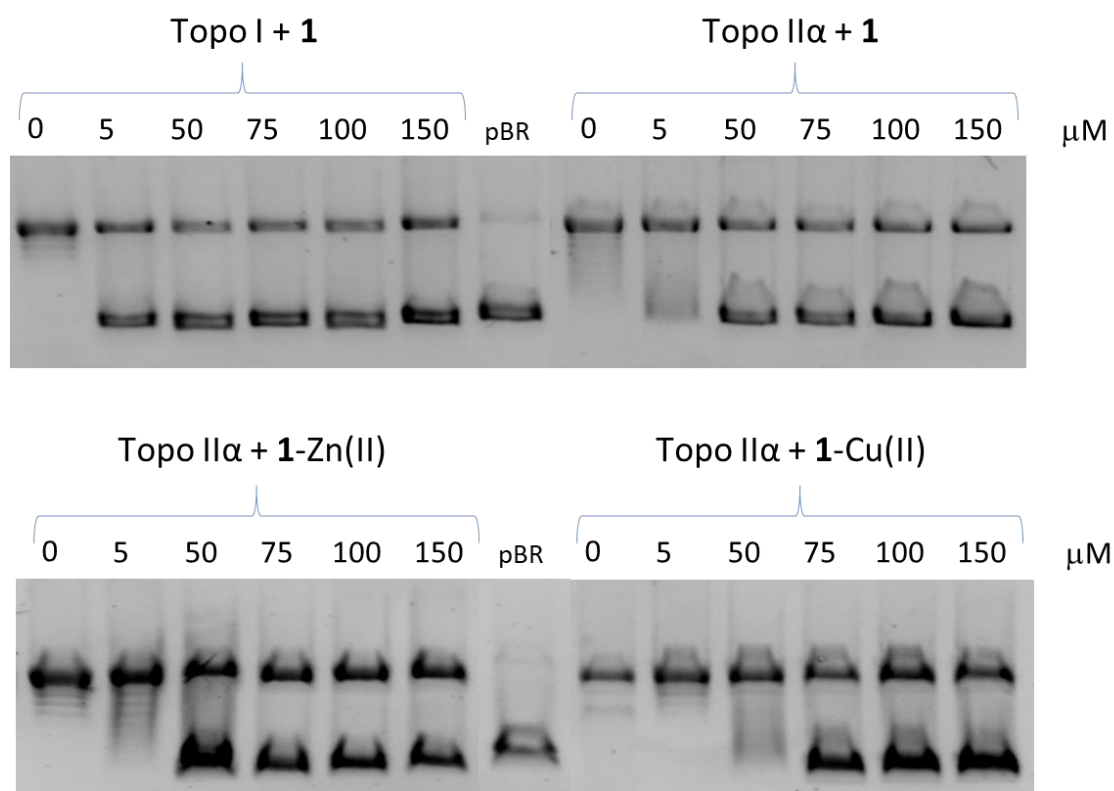 Topo I + 1 Topo IIα + 1
0 5 50 75 100 150 pBR 0 5 50 75 100 150 μM
Topo IIα + 1-Zn(II) Topo IIα + 1-Cu(II)
0 5 50 75 100 150 pBR 0 5 50 75 100 150 μM